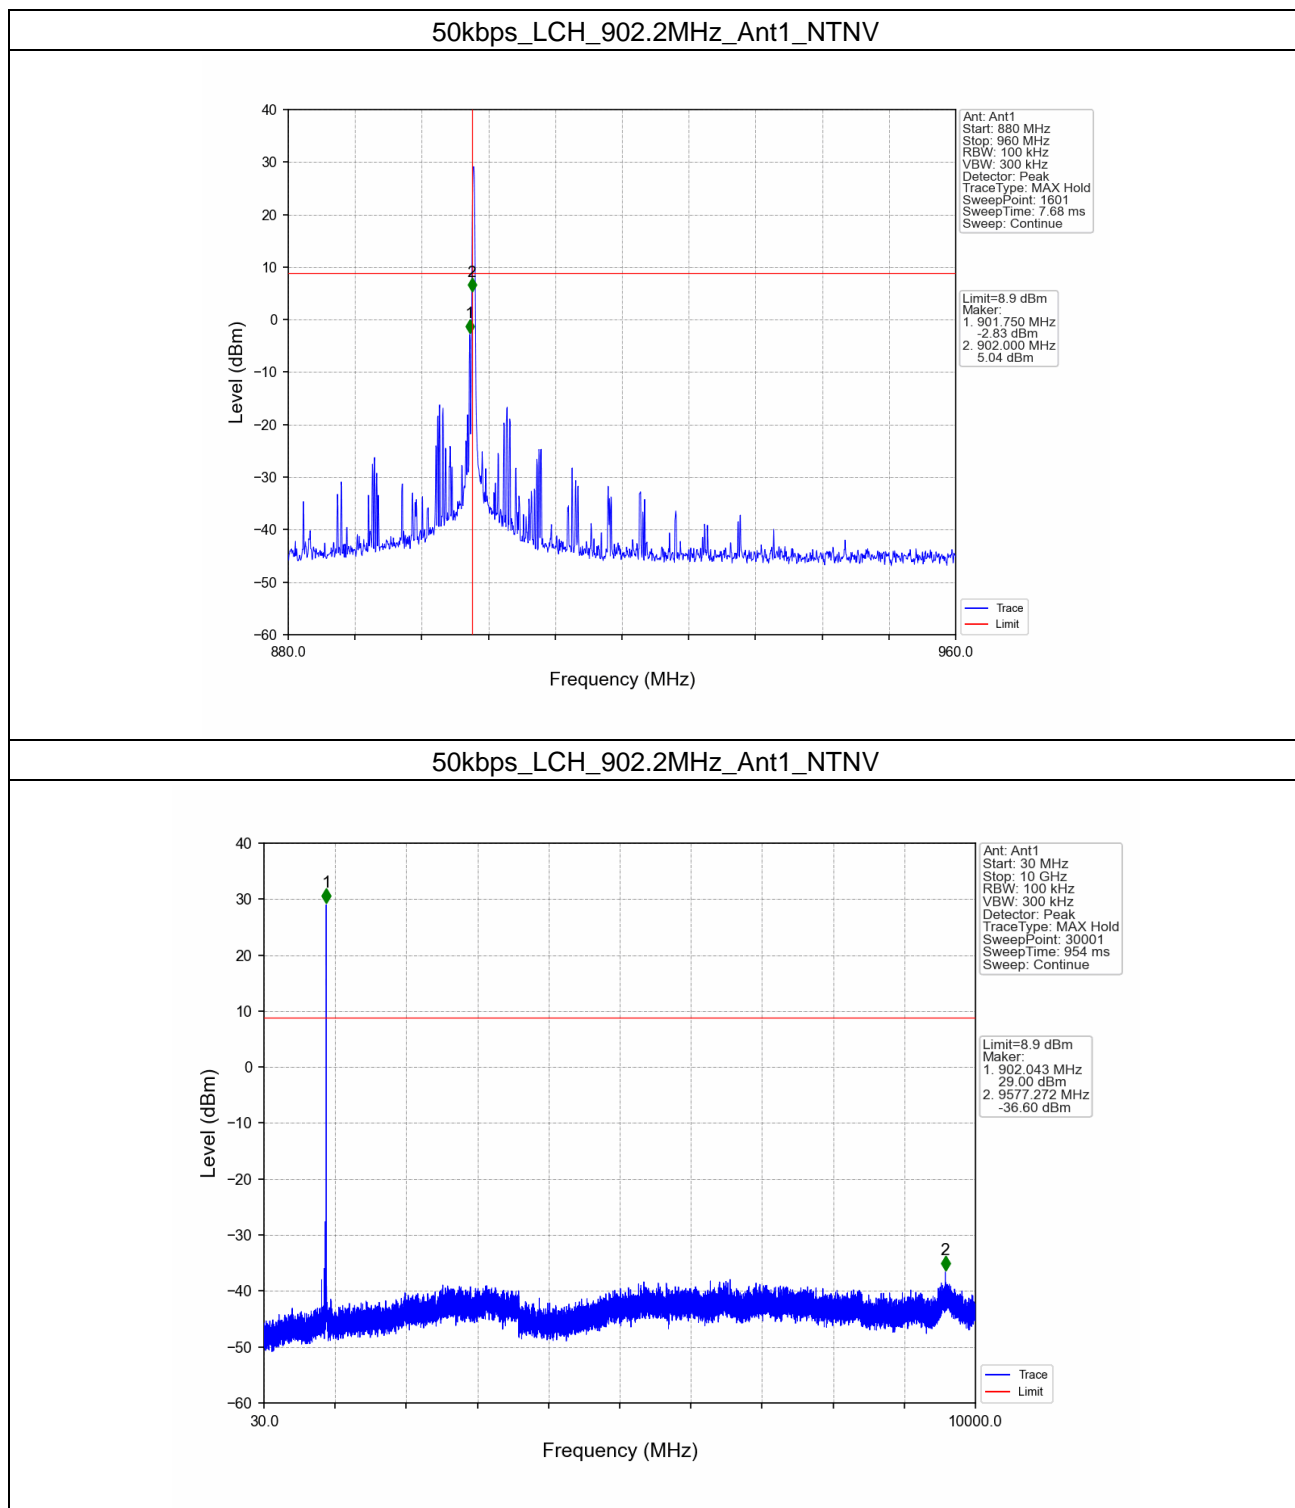 50kbps_LCH_902.2MHz_Ant1_NTNV
40
30
20
10
0
−10
−20
−30
−40
−50
−60
Level (dBm)
880.0
960.0
Frequency (MHz)
2
1
Ant: Ant1
Start: 880 MHz
Stop: 960 MHz
RBW: 100 kHz
VBW: 300 kHz
Detector: Peak
TraceType: MAX Hold
SweepPoint: 1601
SweepTime: 7.68 ms
Sweep: Continue
Limit=8.9 dBm
Maker:
1. 901.750 MHz
-2.83 dBm
2. 902.000 MHz
5.04 dBm
Trace
Limit
50kbps_LCH_902.2MHz_Ant1_NTNV
40
30
20
10
0
−10
−20
−30
−40
−50
−60
Level (dBm)
30.0
10000.0
Frequency (MHz)
1
2
Ant: Ant1
Start: 30 MHz
Stop: 10 GHz
RBW: 100 kHz
VBW: 300 kHz
Detector: Peak
TraceType: MAX Hold
SweepPoint: 30001
SweepTime: 954 ms
Sweep: Continue
Limit=8.9 dBm
Maker:
1. 902.043 MHz
29.00 dBm
2. 9577.272 MHz
-36.60 dBm
Trace
Limit